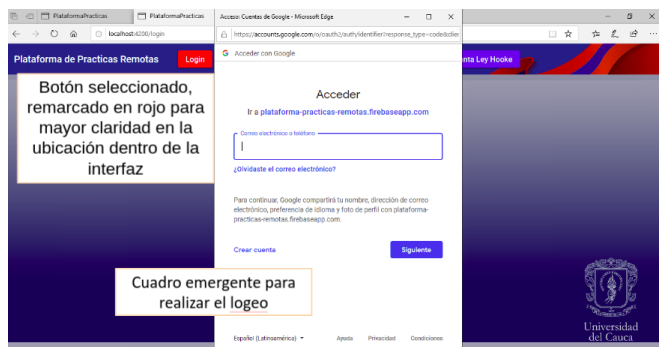 PlataformaPracticas
PlataformaPracticas
localhost:4200/login
Plataforma de Practicas Remotas
Login
Botón seleccionado,
remarcado en rojo para
mayor claridad en la
ubicación dentro de la
interfaz
Acceso: Cuentas de Google - Microsoft Edge
https://accounts.google.com/o/oauth2/auth/identifier?response_type=code&clie
G Acceder con Google
Acceder
Ir a plataforma-practicas-remotas.firebaseapp.com
Correo electrónico o teléfono
¿Olvidaste el correo electrónico?
Para continuar, Google compartirá tu nombre, dirección de correo
electrónico, preferencia de idioma y foto de perfil con plataforma-
practicas-remotas.firebaseapp.com.
Crear cuenta
Siguiente
Cuadro emergente para
realizar el logeo
Español (Latinoamérica)
Ayuda
Privacidad
Condiciones
nta Ley Hooke
Universidad
del Cauca